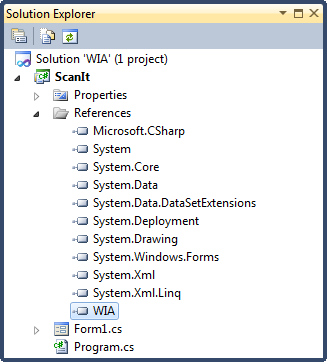 Solution Explorer
Solution 'WIA' (1 project)
ScanIt
Properties
References
Microsoft.CSharp
System
System.Core
System.Data
System.Data.DataSetExtensions
System.Deployment
System.Drawing
System.Windows.Forms
System.Xml
System.Xml.Linq
WIA
Form1.cs
Program.cs